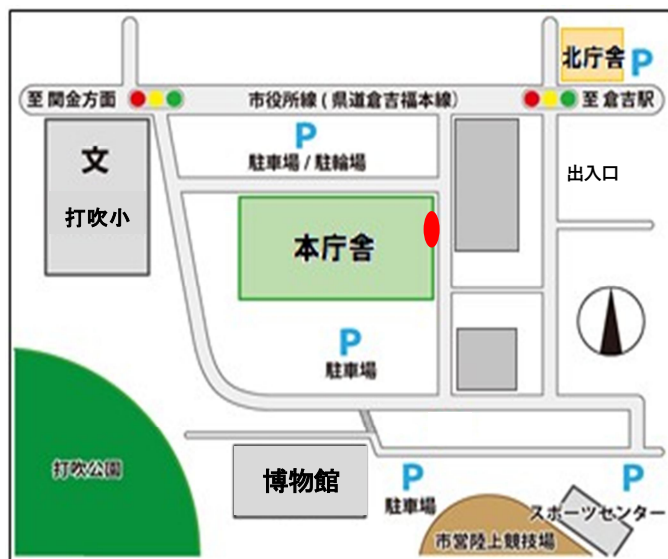 北庁舎
P
至 関金方面
市役所線(県道倉吉福本線)
至 倉吉駅
P
駐車場/駐輪場
文
打吹小
出入口
本庁舎
P
駐車場
打吹公園
博物館
P
駐車場
P
スポーツセンター
市営陸上競技場